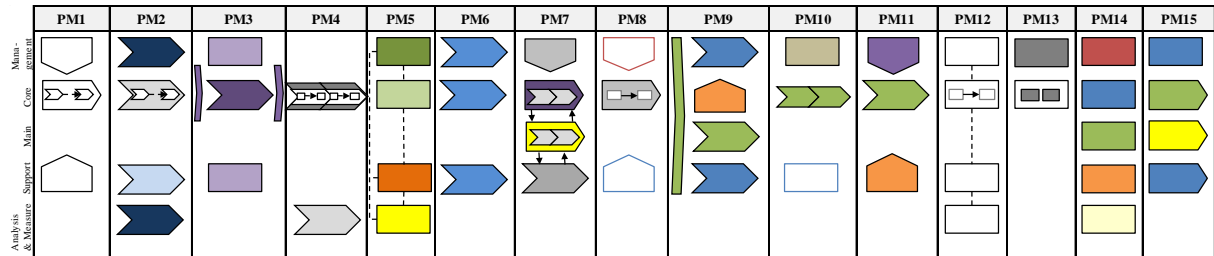 PM1 PM2 PM3 PM4 PM5 PM6 PM7 PM8 PM9 PM10 PM11 PM12 PM13 PM14 PM15
Mana-
gement
Core
Main
Support
Analysis
& Measure